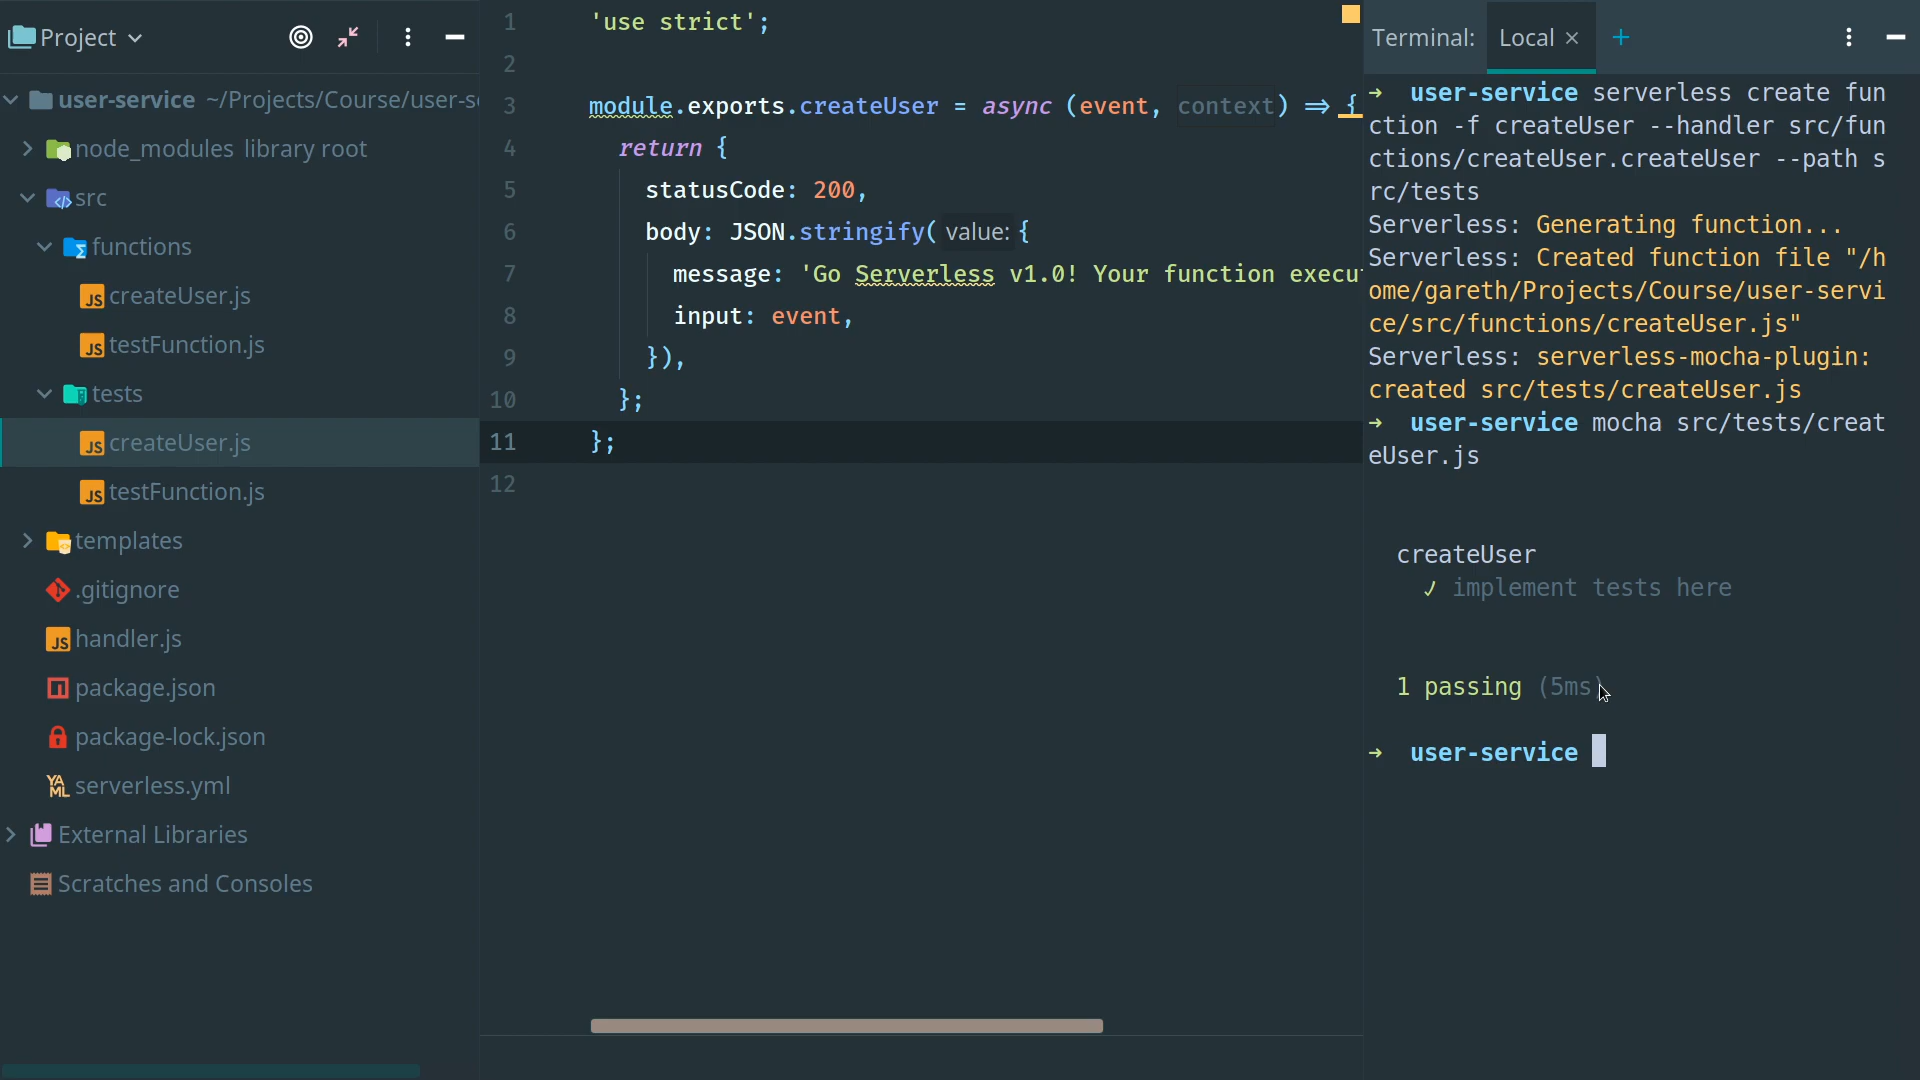 Project
user-service ~/Projects/Course/user-s
node_modules library root
src
functions
createUser.js
testFunction.js
tests
createUser.js
testFunction.js
templates
.gitignore
handler.js
package.json
package-lock.json
serverless.yml
External Libraries
Scratches and Consoles
1 'use strict';
2
3 module.exports.createUser = async (event, context) => {
4 return {
5 statusCode: 200,
6 body: JSON.stringify( value: {
7 message: 'Go Serverless v1.0! Your function execu
8 input: event,
9 }),
10 };
11 };
12
Terminal: Local × +
→ user-service serverless create fun
ction -f createUser --handler src/fun
ctions/createUser.createUser --path s
rc/tests
Serverless: Generating function...
Serverless: Created function file "/h
ome/gareth/Projects/Course/user-servi
ce/src/functions/createUser.js"
Serverless: serverless-mocha-plugin:
created src/tests/createUser.js
→ user-service mocha src/tests/creat
eUser.js
createUser
✓ implement tests here
1 passing (5ms)
→ user-service